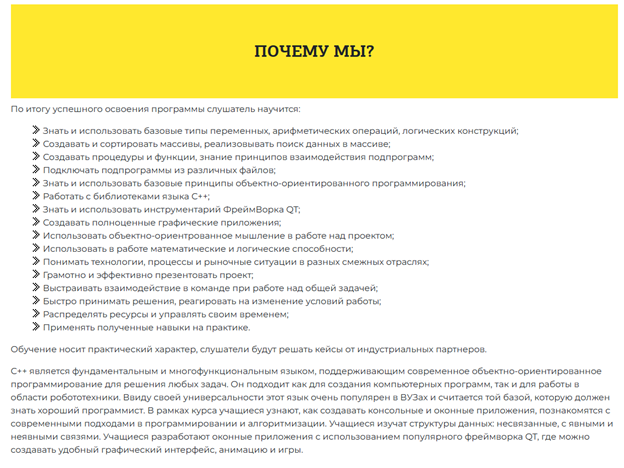 ПОЧЕМУ МЫ?
По итогу успешного освоения программы слушатель научится:
Знать и использовать базовые типы переменных, арифметических операций, логических конструкций;
Создавать и сортировать массивы, реализовывать поиск данных в массиве;
Создавать процедуры и функции, знание принципов взаимодействия подпрограмм;
Подключать подпрограммы из различных файлов;
Знать и использовать базовые принципы объектно-ориентированного программирования;
Работать с библиотеками языка С++;
Знать и использовать инструментарий ФреймВорка QT;
Создавать полноценные графические приложения;
Использовать объектно-ориентрованное мышление в работе над проектом;
Использовать в работе математические и логические способности;
Понимать технологии, процессы и рыночные ситуации в разных смежных отраслях;
Грамотно и эффективно презентовать проект;
Выстраивать взаимодействие в команде при работе над общей задачей;
Быстро принимать решения, реагировать на изменение условий работы;
Распределять ресурсы и управлять своим временем;
Применять полученные навыки на практике.
Обучение носит практический характер, слушатели будут решать кейсы от индустриальных партнеров.
С++ является фундаментальным и многофункциональным языком, поддерживающим современное объектно-ориентированное
программирование для решения любых задач. Он подходит как для создания компьютерных программ, так и для работы в
области робототехники. Ввиду своей универсальности этот язык очень популярен в ВУЗах и считается той базой, которую должен
знать хороший программист. В рамках курса учащиеся узнают, как создавать консольные и оконные приложения, познакомятся с
современными подходами в программировании и алгоритмизации. Учащиеся изучат структуры данных: несвязанные, с явными и
неявными связями. Учащиеся разработают оконные приложения с использованием популярного фреймворка QT, где можно
создавать удобный графический интерфейс, анимацию и игры.